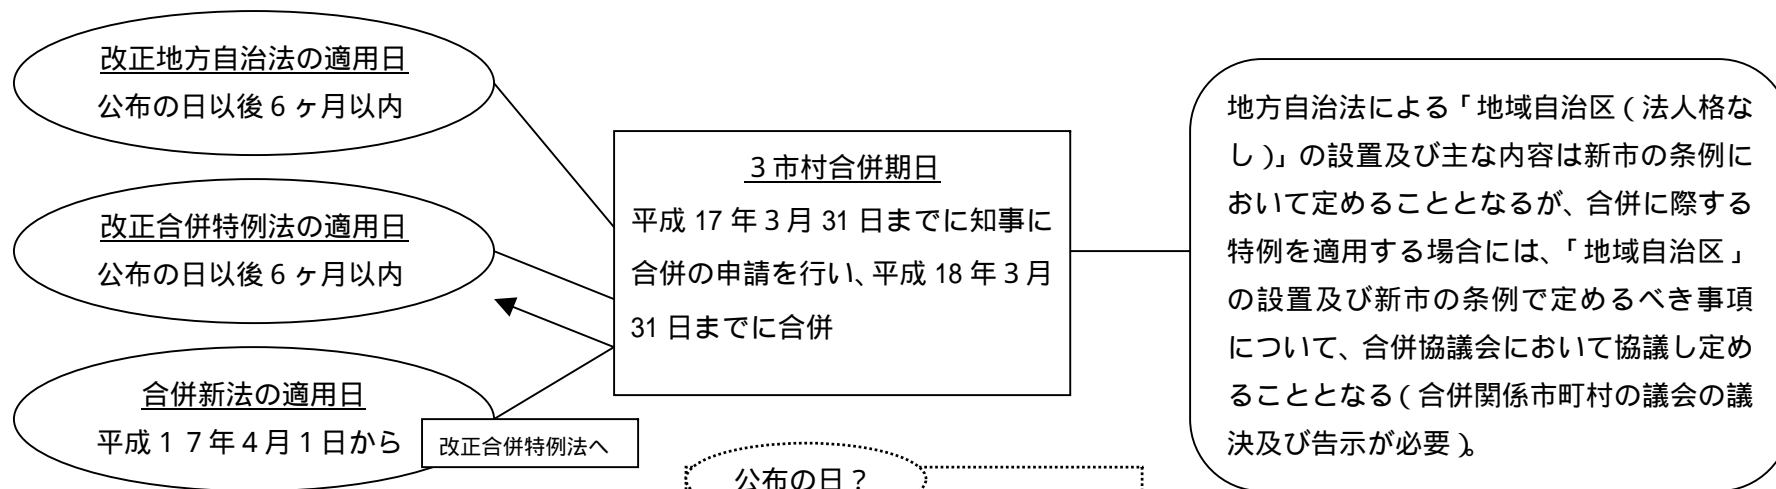 改正地方自治法の適用日
公布の日以後6ヶ月以内
改正合併特例法の適用日
公布の日以後6ヶ月以内
合併新法の適用日
平成17年4月1日から
改正合併特例法へ
3市村合併期日
平成 17 年3月 31 日までに知事に
合併の申請を行い、平成 18 年3月
31 日までに合併
公布の日?
地方自治法による「地域自治区(法人格な
し)」の設置及び主な内容は新市の条例に
おいて定めることとなるが、合併に際する
特例を適用する場合には、「地域自治区」
の設置及び新市の条例で定めるべき事項
について、合併協議会において協議し定め
ることとなる(合併関係市町村の議会の議
決及び告示が必要)。